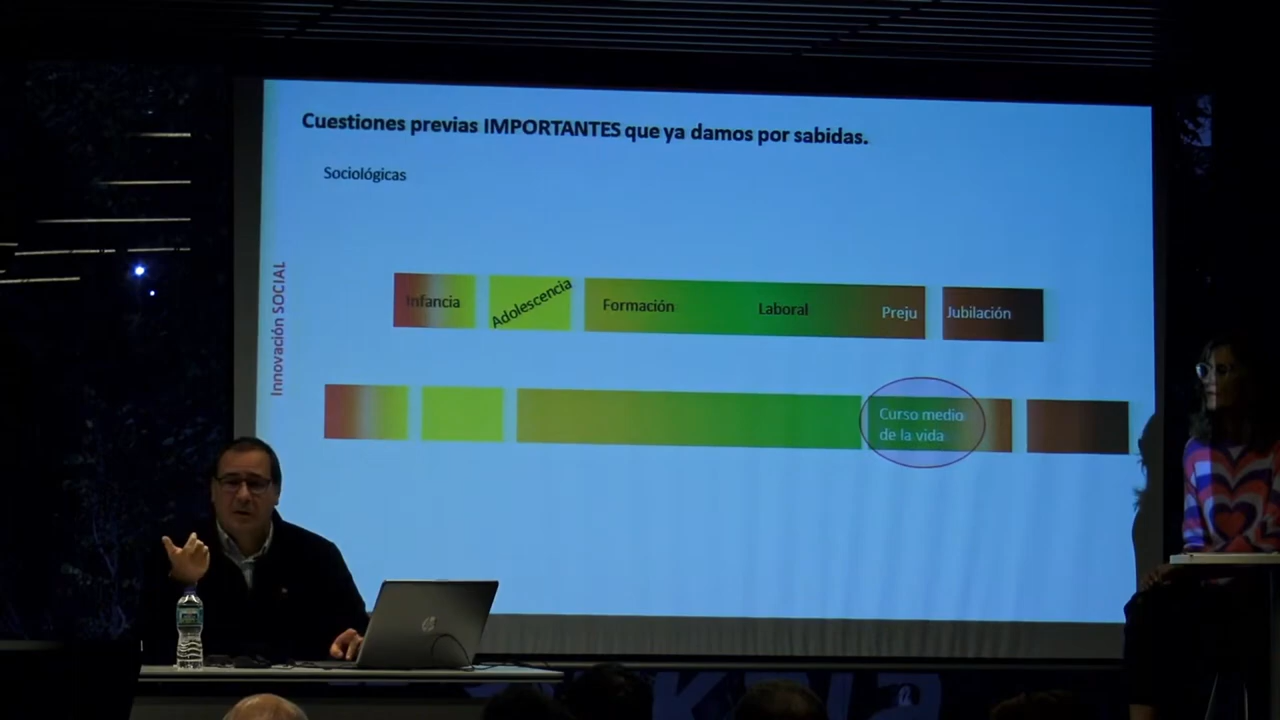 Cuestiones previas IMPORTANTES que ya damos por sabidas.
Sociológicas
Innovación SOCIAL
Infancia
Adolescencia
Formación
Laboral
Preju
Jubilación
Curso medio
de la vida
hp